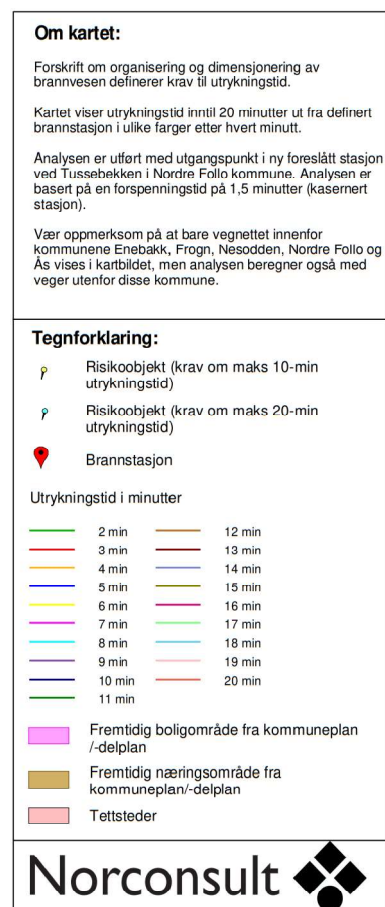 Om kartet:
Forskrift om organisering og dimensjonering av
brannvesen definerer krav til utrykningstid.
Kartet viser utrykningstid inntil 20 minutter ut fra definert
brannstasjon i ulike farger etter hvert minutt.
Analysen er utført med utgangspunkt i ny foreslått stasjon
ved Tussebekken i Nordre Follo kommune. Analysen er
basert på en forspenningstid på 1,5 minutter (kasernert
stasjon).
Vær oppmerksom på at bare vegnettet innenfor
kommunene Enebakk, Frogn, Nesodden, Nordre Follo og
Ås vises i kartbildet, men analysen beregner også med
veger utenfor disse kommune.
Tegnforklaring:
Risikoobjekt (krav om maks 10-min
utrykningstid)
Risikoobjekt (krav om maks 20-min
utrykningstid)
Brannstasjon
Utrykningstid i minutter
2 min 12 min
3 min 13 min
4 min 14 min
5 min 15 min
6 min 16 min
7 min 17 min
8 min 18 min
9 min 19 min
10 min 20 min
11 min
Fremtidig boligområde fra kommuneplan
/-delplan
Fremtidig næringsområde fra
kommuneplan/-delplan
Tettsteder
Norconsult